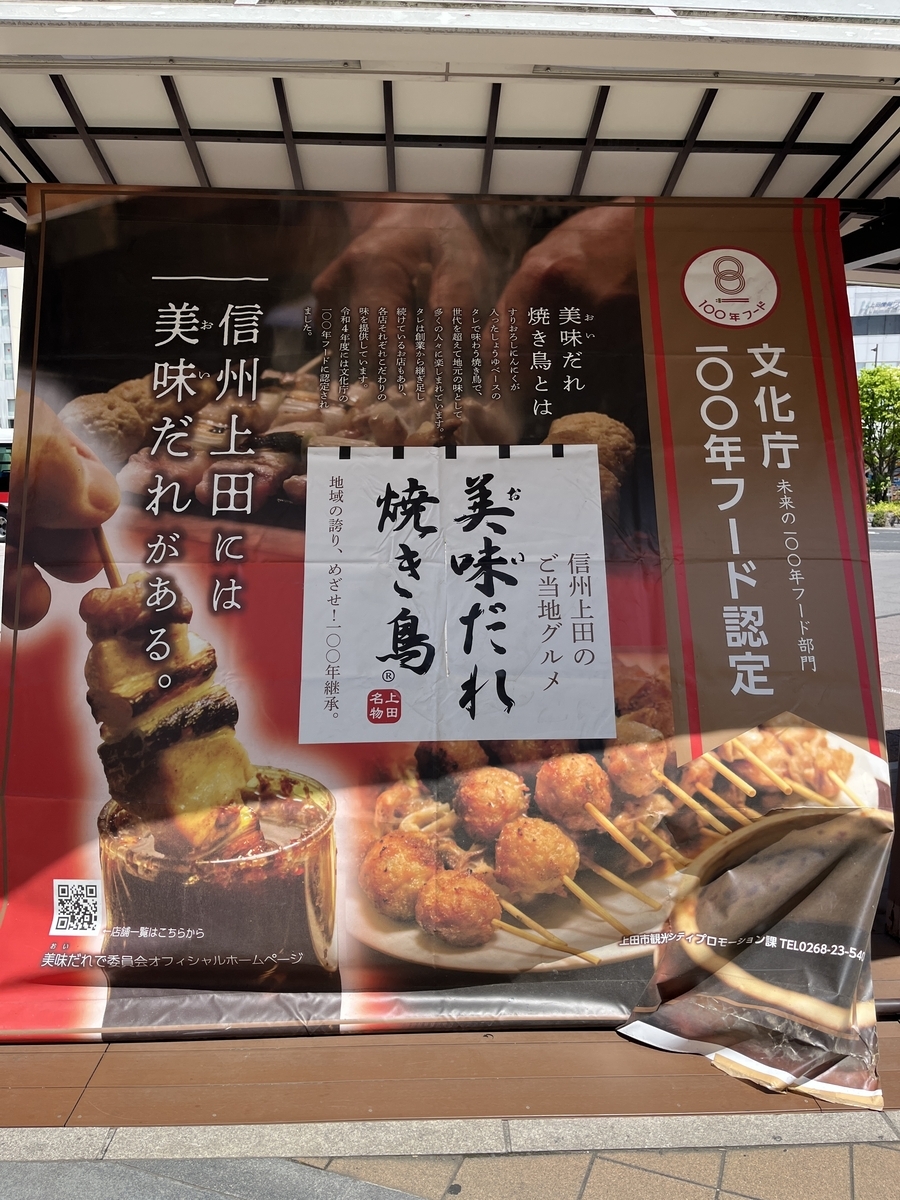 文化庁 未来の一〇〇年フード部門
一〇〇年フード認定
100年フード
美味だれ
おい
焼き鳥とは
すりおろしにんにくが
入ったしょうゆベースの
タレで味わう焼き鳥で、
世代を超えて地元の味として
多くの人々に楽しまれています。
タレは創業から継ぎ足し
続けているお店もあり、
各店それぞれこだわりの
味を提供しています。
令和4年度には文化庁の
一〇〇年フードに認定され
ました。
信州上田には
美味だれがある。
おい
信州上田の
ご当地グルメ
美味だれ
おい
焼き鳥®
上田
名物
地域の誇り、めざせ!一〇〇年継承。
店舗一覧はこちらから
おい
美味だれで委員会オフィシャルホームページ
上田市観光シティプロモーション課 TEL0268-23-54